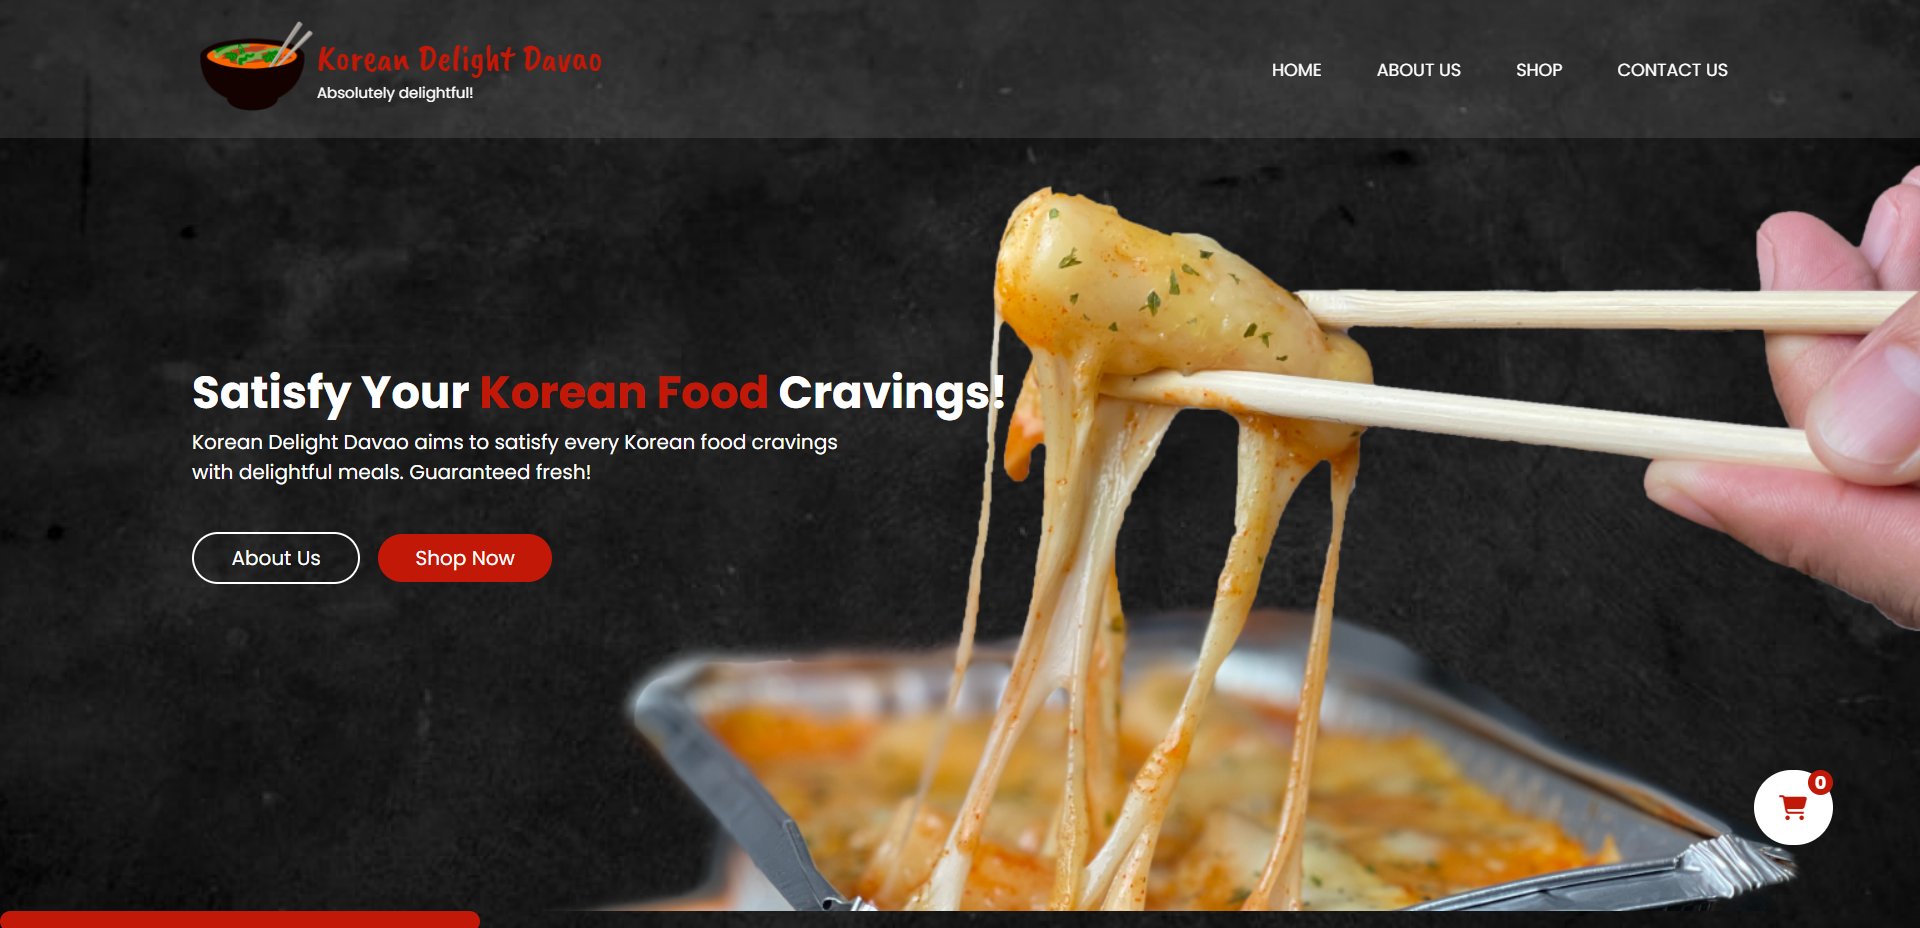 Korean Delight Davao
Absolutely delightful!
HOME ABOUT US SHOP CONTACT US
Satisfy Your Korean Food Cravings!
Korean Delight Davao aims to satisfy every Korean food cravings
with delightful meals. Guaranteed fresh!
About Us Shop Now
0